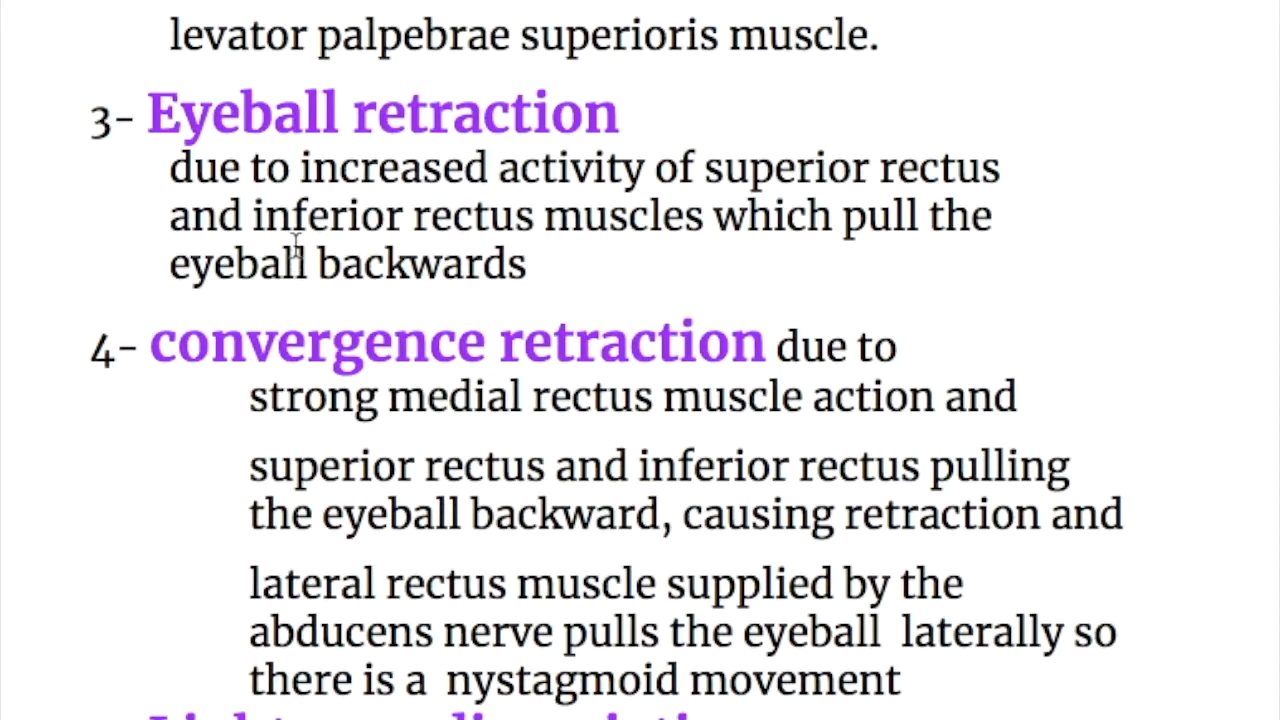 levator palpebrae superioris muscle.
3- Eyeball retraction
due to increased activity of superior rectus
and inferior rectus muscles which pull the
eyeball backwards
4- convergence retraction due to
strong medial rectus muscle action and
superior rectus and inferior rectus pulling
the eyeball backward, causing retraction and
lateral rectus muscle supplied by the
abducens nerve pulls the eyeball laterally so
there is a nystagmoid movement